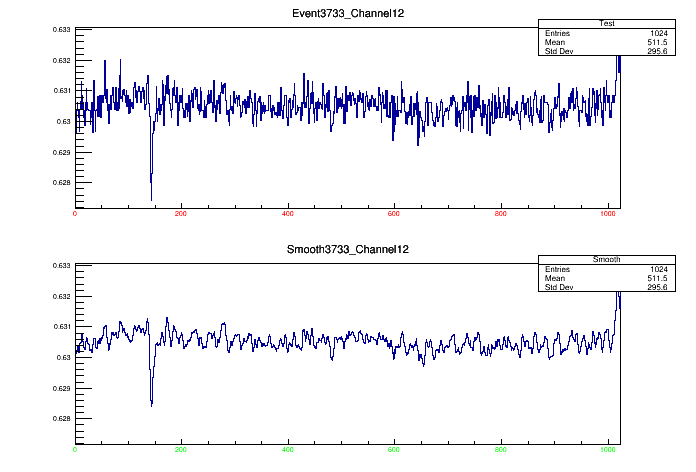 Event3733_Channel12
Test
Entries 1024
Mean 511.5
Std Dev 295.6
0.633
0.632
0.631
0.63
0.629
0.628
0 200 400 600 800 1000
Smooth3733_Channel12
Smooth
Entries 1024
Mean 511.5
Std Dev 295.6
0.633
0.632
0.631
0.63
0.629
0.628
0 200 400 600 800 1000